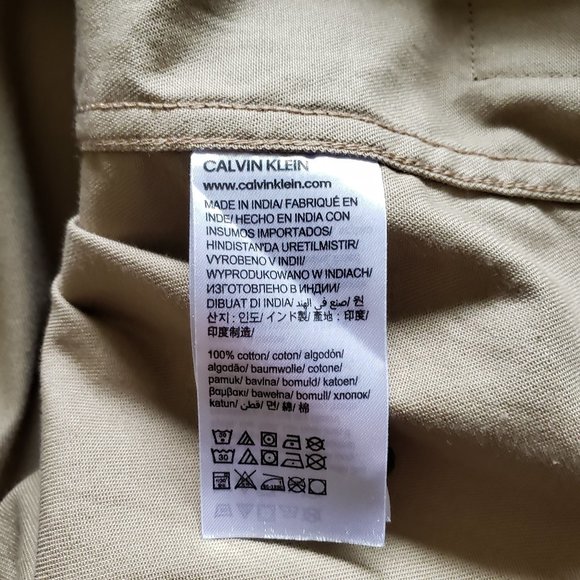 CALVIN KLEIN
www.calvinklein.com
MADE IN INDIA/ FABRIQUÉ EN
INDE/ HECHO EN INDIA CON
INSUMOS IMPORTADOS/
HINDISTAN'DA URETILMISTIR/
VYROBENO V INDII/
WYPRODUKOWANO W INDIACH/
ИЗГОТОВЛЕНО В ИНДИИ/
DIBUAT DI INDIA/ صنع في الهند/ 원
산지: 인도/ インド製/ 產地: 印度/
印度制造/
100% cotton/ coton/ algodón/
algodão/ baumwolle/ cotone/
pamuk/ bavlna/ bomuld/ katoen/
βαμβακι/ bawełna/ bomull/ хлопок/
katun/ قطن/ 면/ 綿/ 棉
30